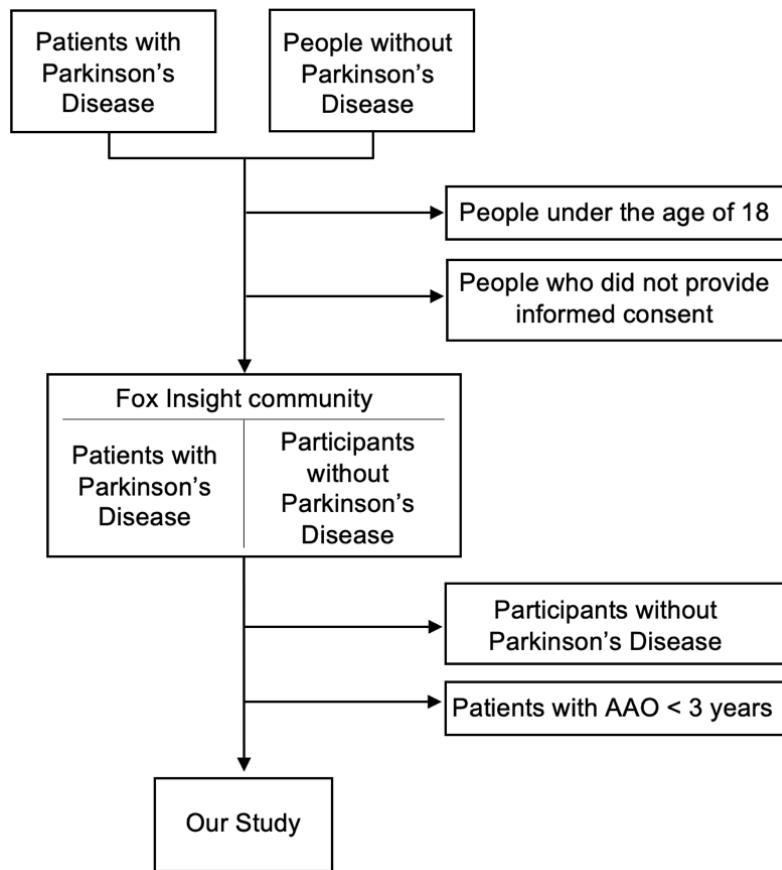 Patients with
Parkinson's
Disease
People without
Parkinson's
Disease
People under the age of 18
People who did not provide
informed consent
Fox Insight community
Patients with
Parkinson's
Disease
Participants
without
Parkinson's
Disease
Participants without
Parkinson's Disease
Patients with AAO < 3 years
Our Study